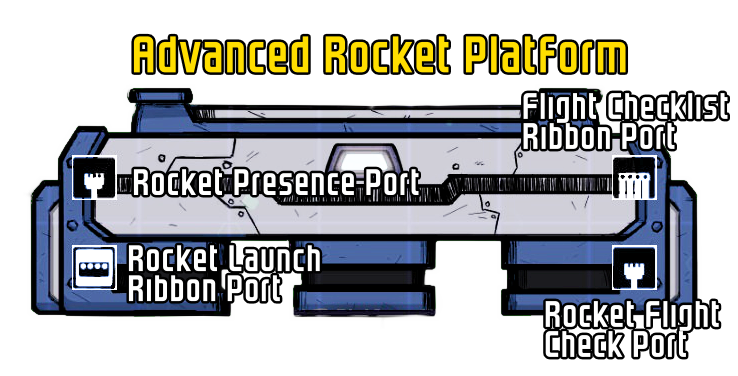 Advanced Rocket Platform
Flight Checklist
Ribbon Port
Rocket Presence Port
Rocket Launch
Ribbon Port
Rocket Flight
Check Port